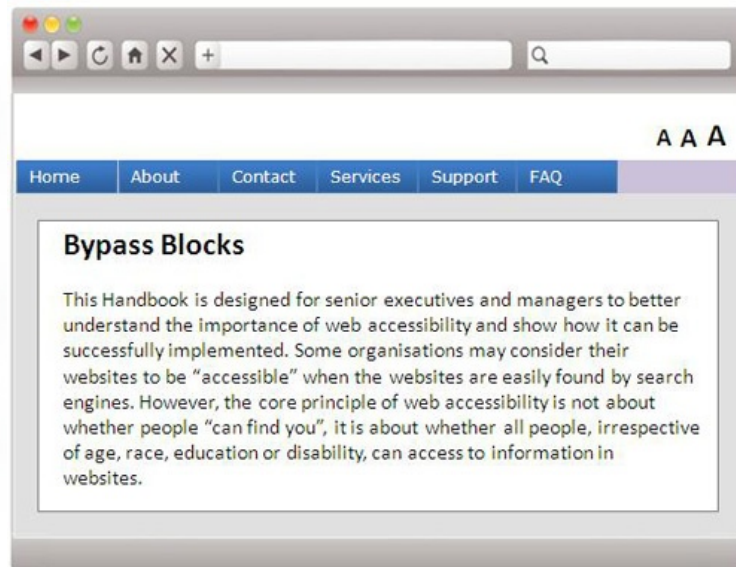 A A A
Home About Contact Services Support FAQ
Bypass Blocks
This Handbook is designed for senior executives and managers to better
understand the importance of web accessibility and show how it can be
successfully implemented. Some organisations may consider their
websites to be “accessible” when the websites are easily found by search
engines. However, the core principle of web accessibility is not about
whether people “can find you”, it is about whether all people, irrespective
of age, race, education or disability, can access to information in
websites.